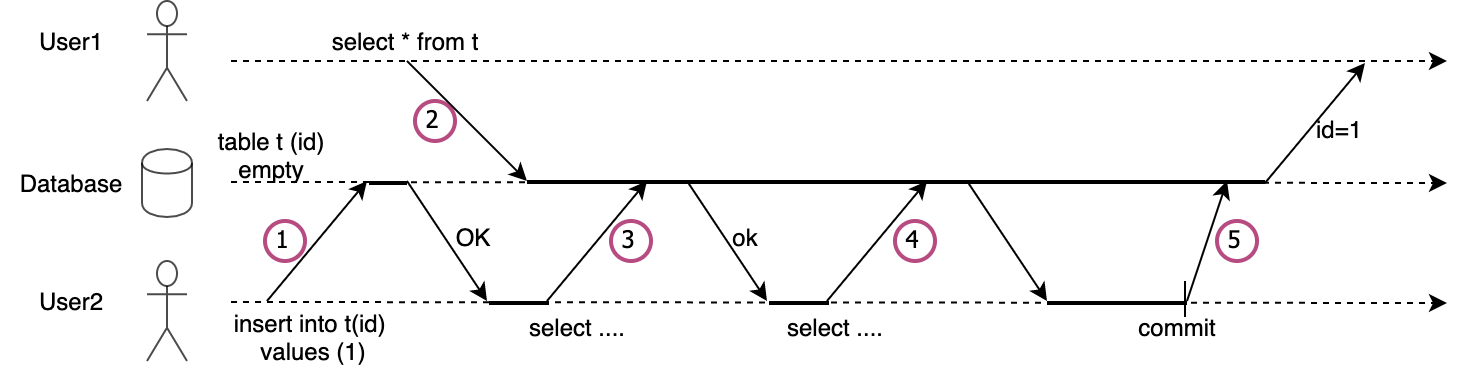 User1
select * from t
2
id=1
table t (id)
empty
Database
1
OK
3
ok
4
5
User2
insert into t(id)
values (1)
select ....
select ....
commit